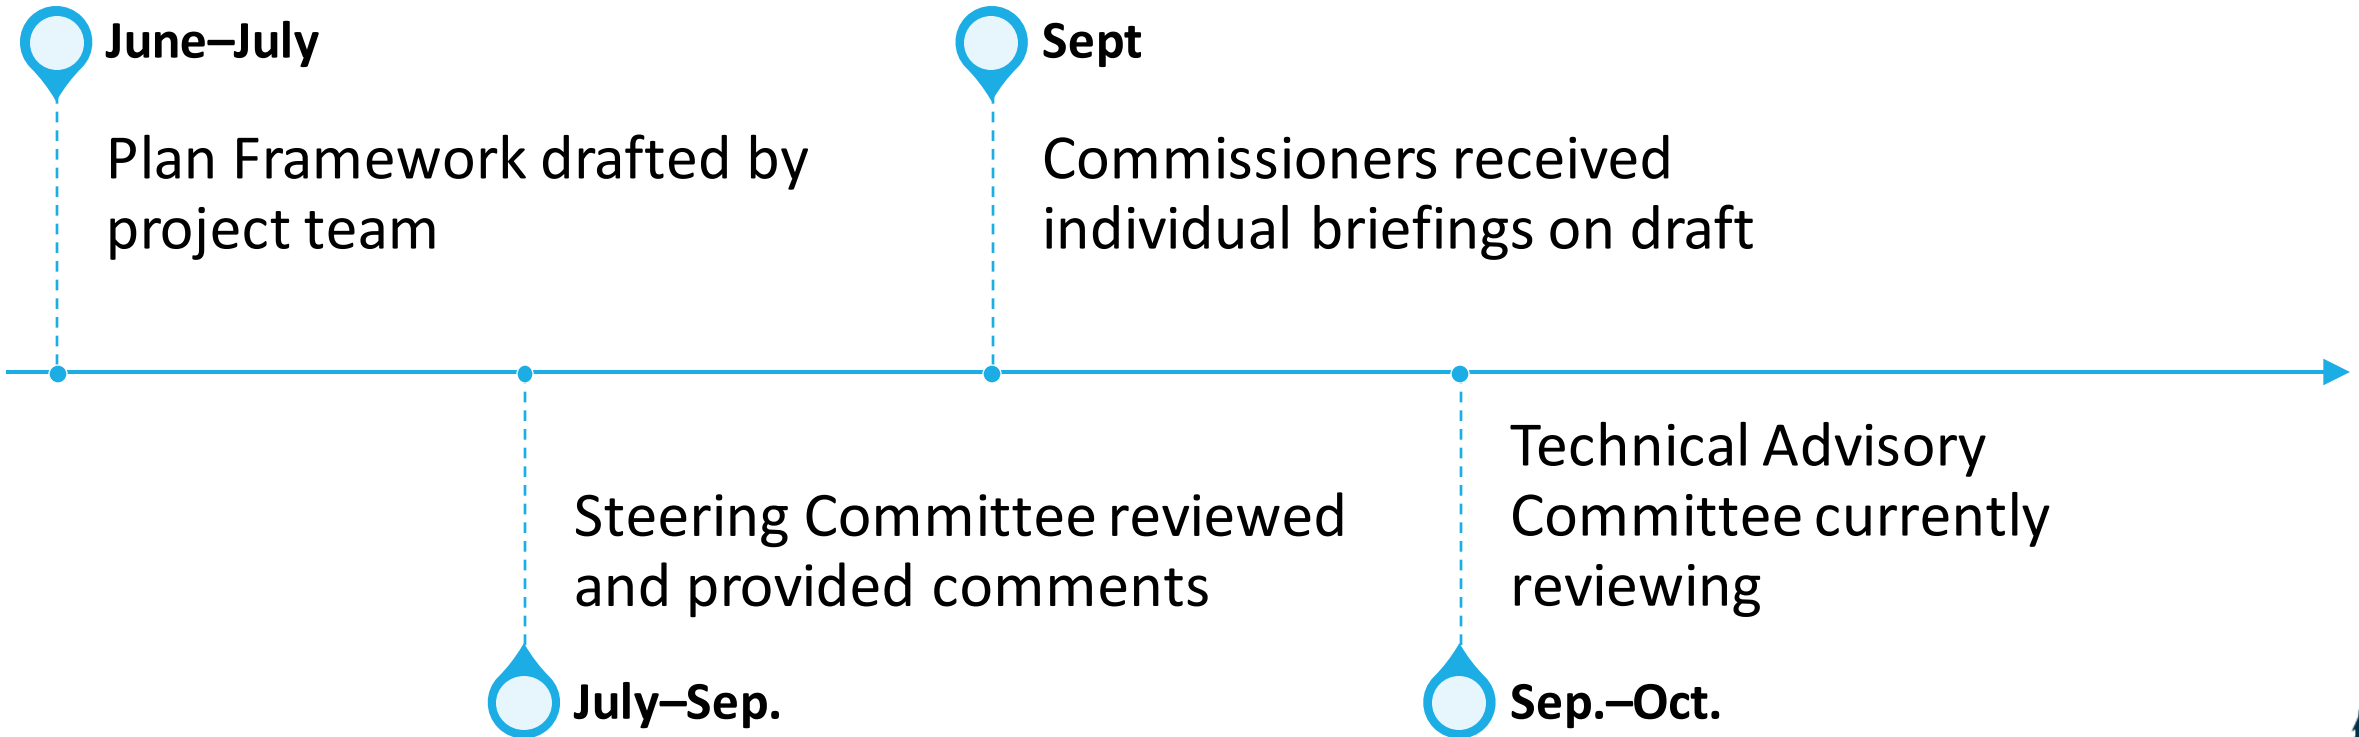 June–July
Plan Framework drafted by
project team
July–Sep.
Steering Committee reviewed
and provided comments
Sept
Commissioners received
individual briefings on draft
Sep.–Oct.
Technical Advisory
Committee currently
reviewing